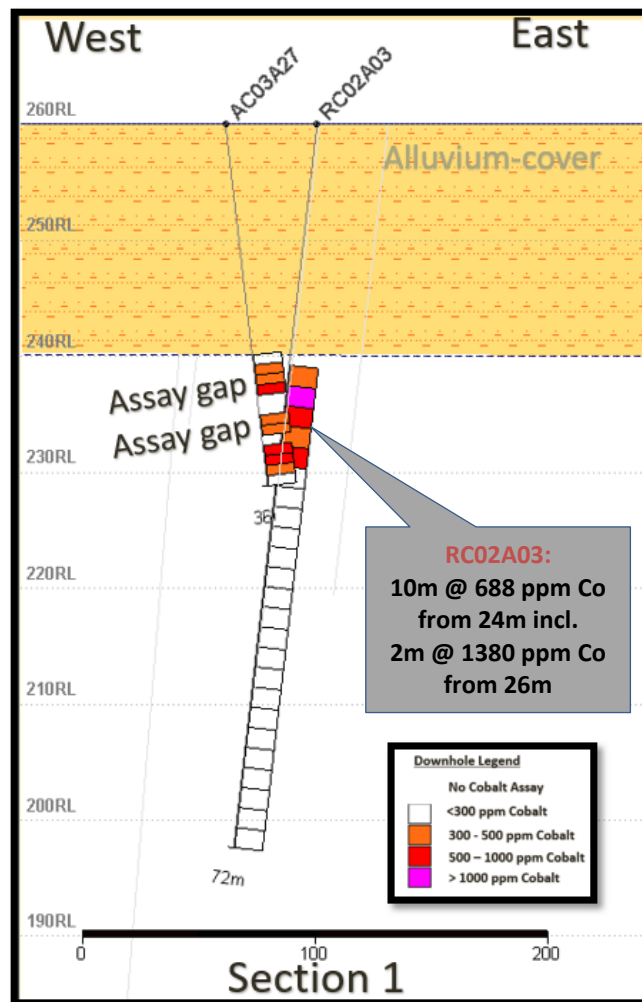 West
East
AC03A27
RC02A03
260RL
Alluvium-cover
250RL
240RL
Assay gap
Assay gap
230RL
36
RC02A03:
10m @ 688 ppm Co
from 24m incl.
2m @ 1380 ppm Co
from 26m
220RL
210RL
Downhole Legend
No Cobalt Assay
<300 ppm Cobalt
300 - 500 ppm Cobalt
500 – 1000 ppm Cobalt
> 1000 ppm Cobalt
200RL
72m
190RL
0
100
200
Section 1